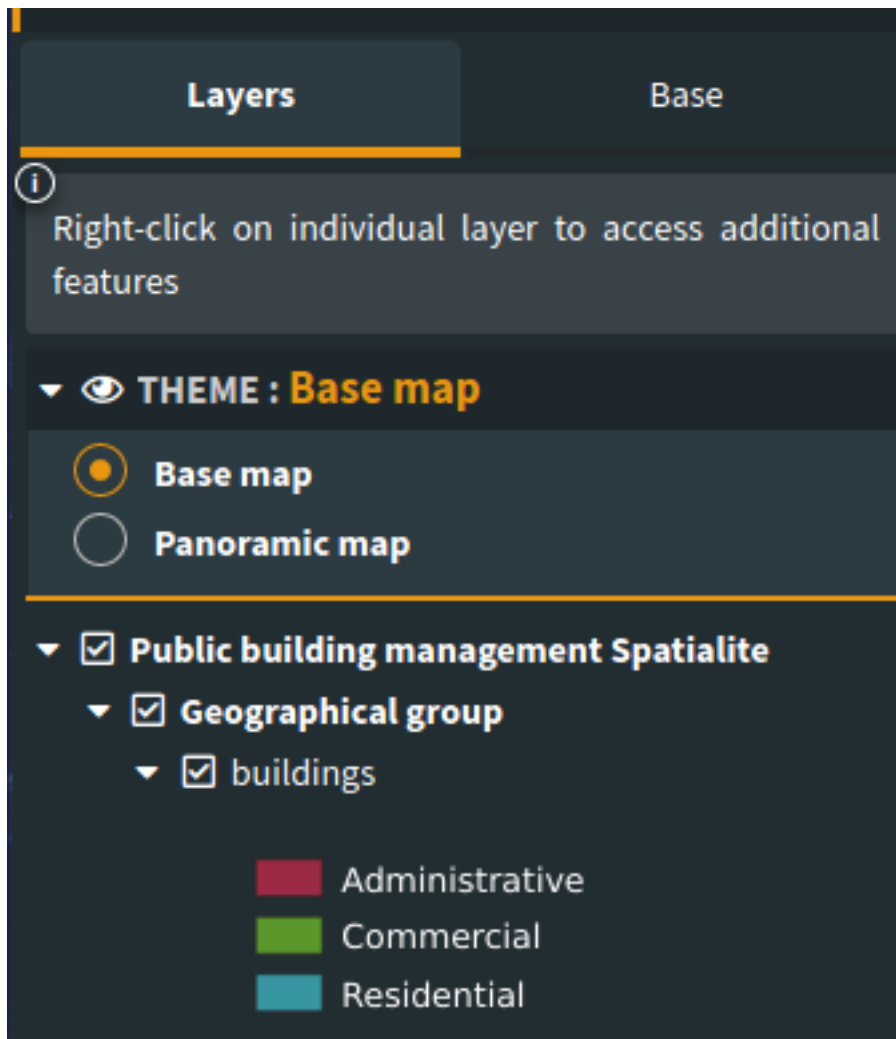 Layers
Base
i
Right-click on individual layer to access additional
features
THEME : Base map
Base map
Panoramic map
Public building management Spatialite
Geographical group
buildings
Administrative
Commercial
Residential